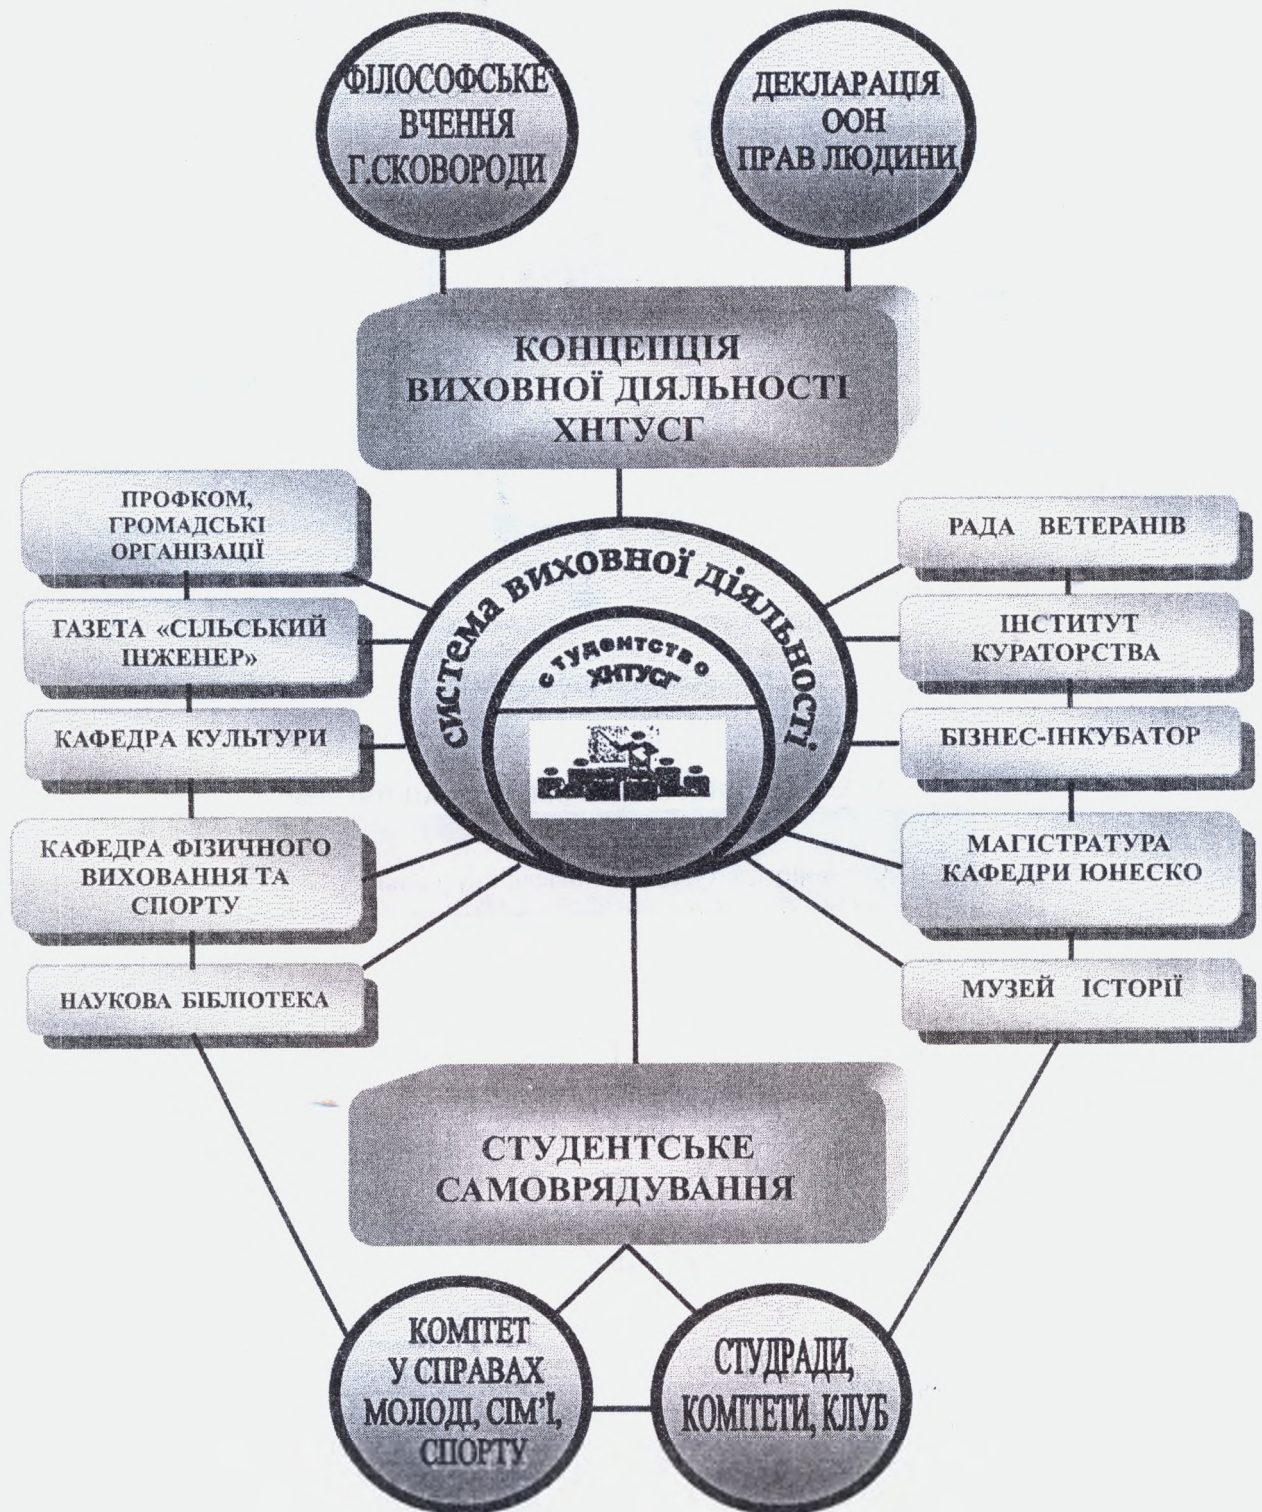 ФІЛОСОФСЬКЕ
ВЧЕННЯ
Г.СКОВОРОДИ
ДЕКЛАРАЦІЯ
ООН
ПРАВ ЛЮДИНИ
КОНЦЕПЦІЯ
ВИХОВНОЇ ДІЯЛЬНОСТІ
ХНТУСГ
ПРОФКОМ,
ГРОМАДСЬКІ
ОРГАНІЗАЦІЇ
ГАЗЕТА «СІЛЬСЬКИЙ
ІНЖЕНЕР»
КАФЕДРА КУЛЬТУРИ
КАФЕДРА ФІЗИЧНОГО
ВИХОВАННЯ ТА
СПОРТУ
НАУКОВА БІБЛІОТЕКА
система виховної діяльності
студентство
ХНТУСГ
РАДА ВЕТЕРАНІВ
ІНСТИТУТ
КУРАТОРСТВА
БІЗНЕС-ІНКУБАТОР
МАГІСТРАТУРА
КАФЕДРИ ЮНЕСКО
МУЗЕЙ ІСТОРІЇ
СТУДЕНТСЬКЕ
САМОВРЯДУВАННЯ
КОМІТЕТ
У СПРАВАХ
МОЛОДІ, СІМ'Ї,
СПОРТУ
СТУДРАДИ,
КОМІТЕТИ, КЛУБ